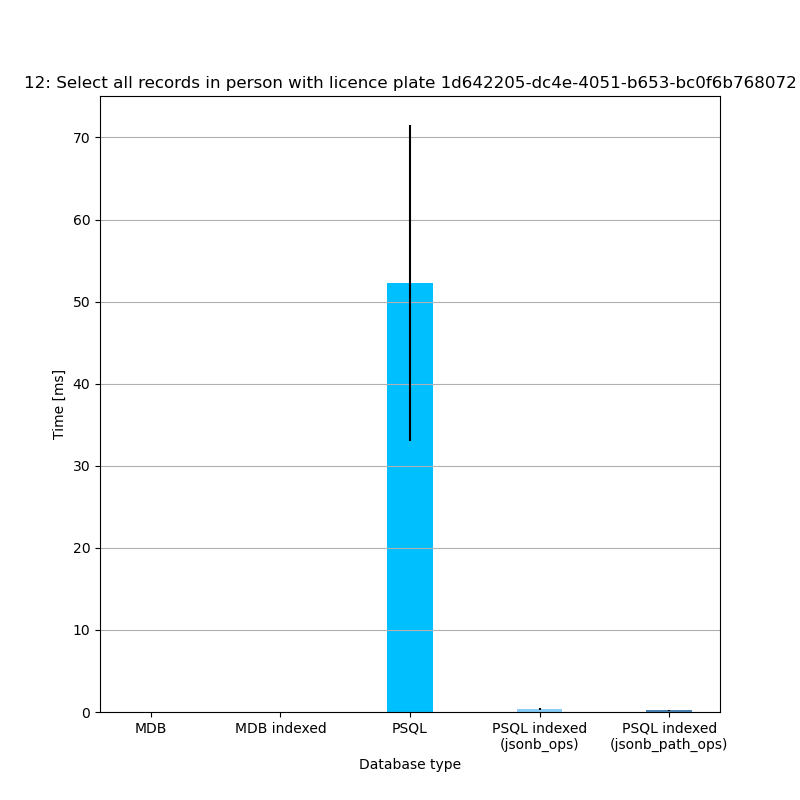 12: Select all records in person with licence plate 1d642205-dc4e-4051-b653-bc0f6b768072
70
60
50
40
30
20
10
0
Time [ms]
MDB
MDB indexed
PSQL
PSQL indexed
(jsonb_ops)
PSQL indexed
(jsonb_path_ops)
Database type